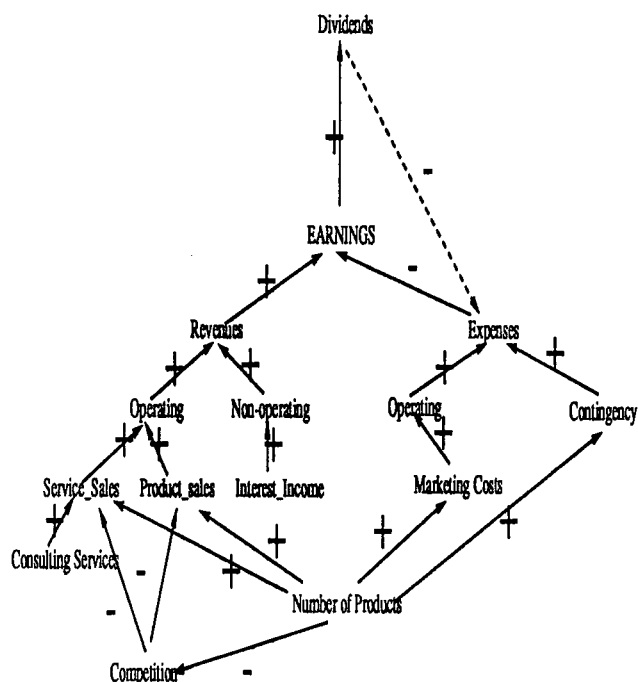 Dividends
+
-
EARNINGS
+
-
Revenues
Expenses
+
+
+
+
Operating
Non-operating
Operating
Contingency
+
+
+
+
Service_Sales
Product_sales
Interest_Income
Marketing Costs
+
+
+
+
Consulting Services
-
+
Number of Products
-
Competition
-